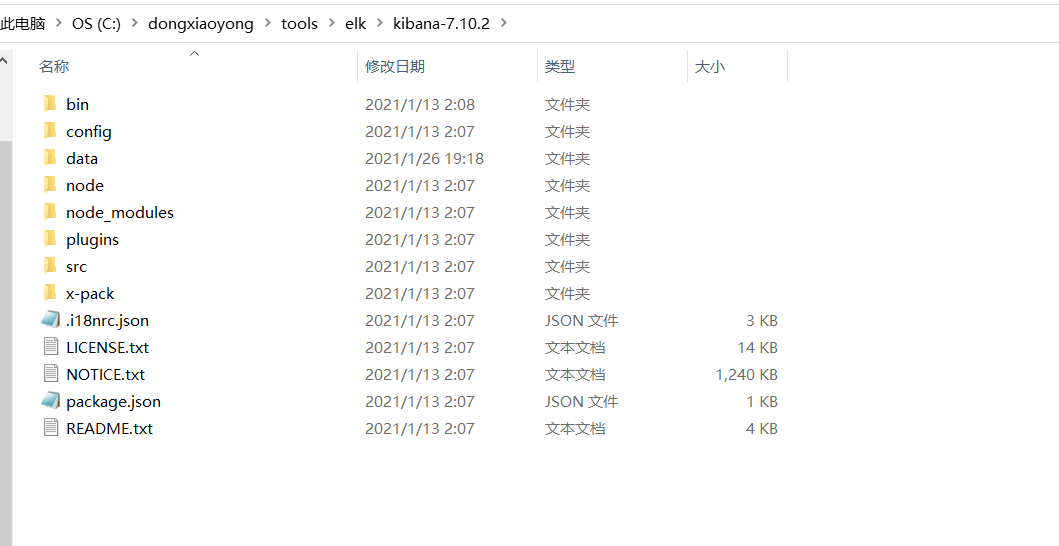 此电脑 > OS (C:) > dongxiaoyong > tools > elk > kibana-7.10.2 >
名称 修改日期 类型 大小
bin 2021/1/13 2:08 文件夹
config 2021/1/13 2:07 文件夹
data 2021/1/26 19:18 文件夹
node 2021/1/13 2:07 文件夹
node_modules 2021/1/13 2:07 文件夹
plugins 2021/1/13 2:07 文件夹
src 2021/1/13 2:07 文件夹
x-pack 2021/1/13 2:07 文件夹
.i18nrc.json 2021/1/13 2:07 JSON 文件 3 KB
LICENSE.txt 2021/1/13 2:07 文本文档 14 KB
NOTICE.txt 2021/1/13 2:07 文本文档 1,240 KB
package.json 2021/1/13 2:07 JSON 文件 1 KB
README.txt 2021/1/13 2:07 文本文档 4 KB